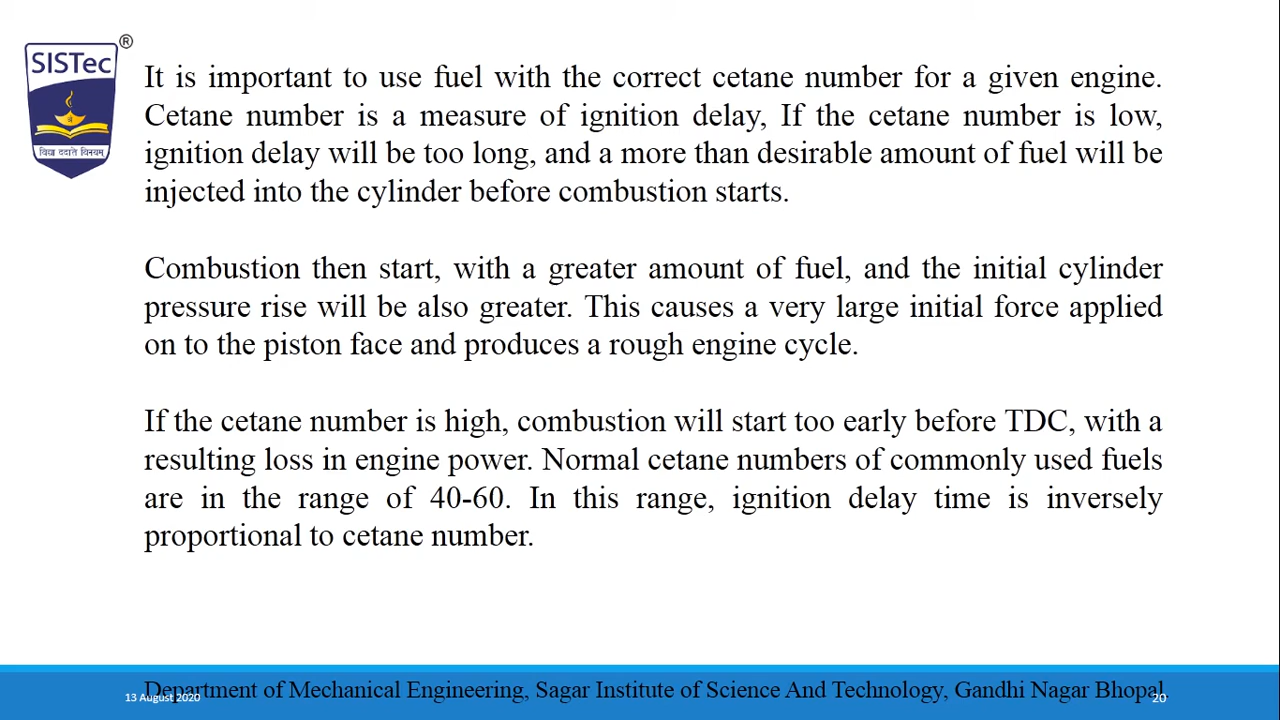 SISTec
®
विद्या ददाति विनयम्
It is important to use fuel with the correct cetane number for a given engine.
Cetane number is a measure of ignition delay, If the cetane number is low,
ignition delay will be too long, and a more than desirable amount of fuel will be
injected into the cylinder before combustion starts.
Combustion then start, with a greater amount of fuel, and the initial cylinder
pressure rise will be also greater. This causes a very large initial force applied
on to the piston face and produces a rough engine cycle.
If the cetane number is high, combustion will start too early before TDC, with a
resulting loss in engine power. Normal cetane numbers of commonly used fuels
are in the range of 40-60. In this range, ignition delay time is inversely
proportional to cetane number.
Department of Mechanical Engineering, Sagar Institute of Science And Technology, Gandhi Nagar Bhopal
13 August 2020
20